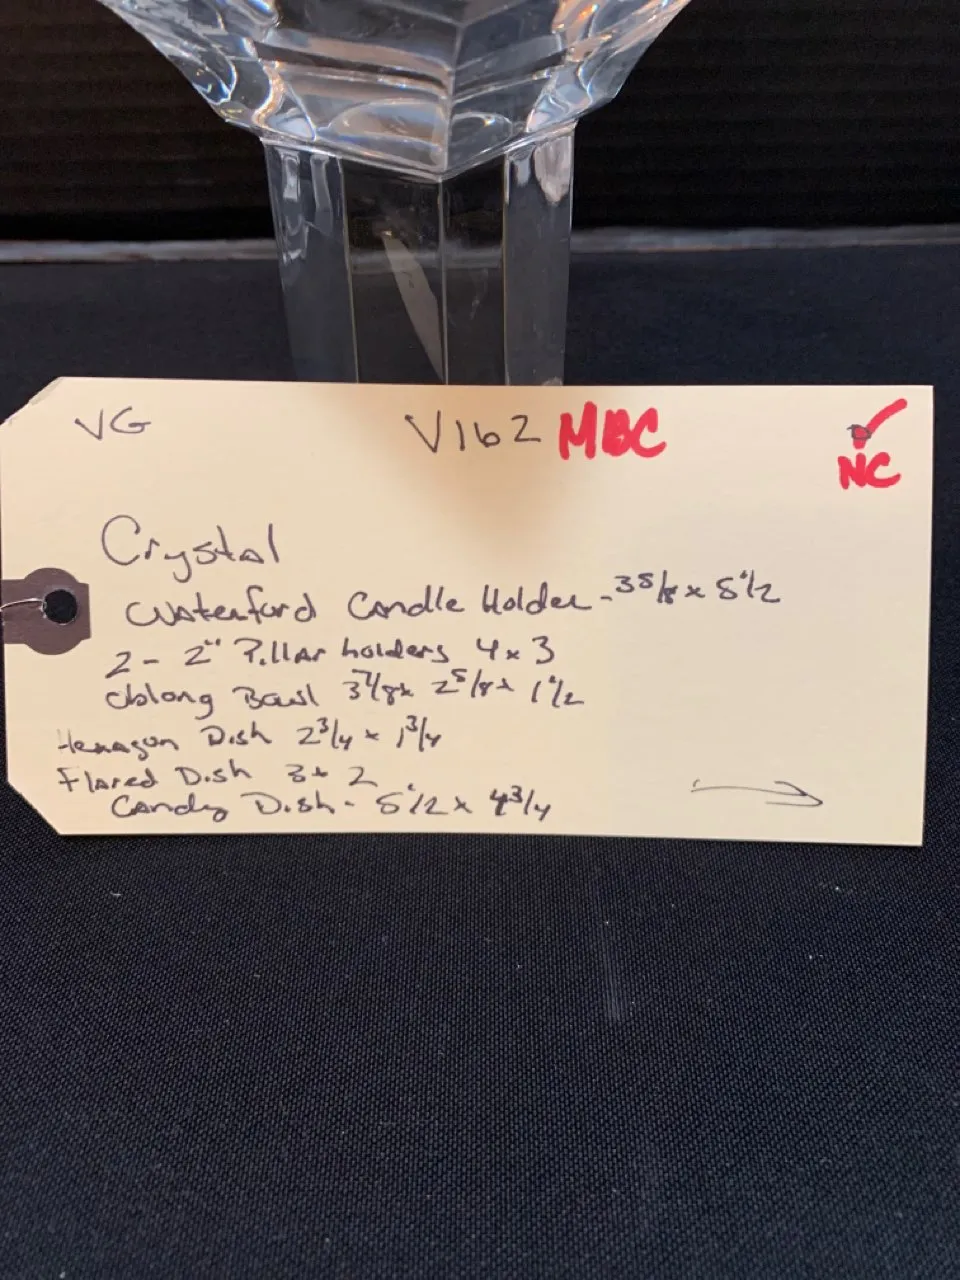 VG V162 MBC NC
Crystal
Waterford Candle Holder - 3 5/8 x 5 1/2
2 - 2" Pillar holders 4 x 3
Oblong Bowl 3 7/8 x 2 5/8 x 1 1/2
Hexagon Dish 2 3/4 x 1 3/4
Flared Dish 3 x 2
Candy Dish - 5 1/2 x 4 3/4